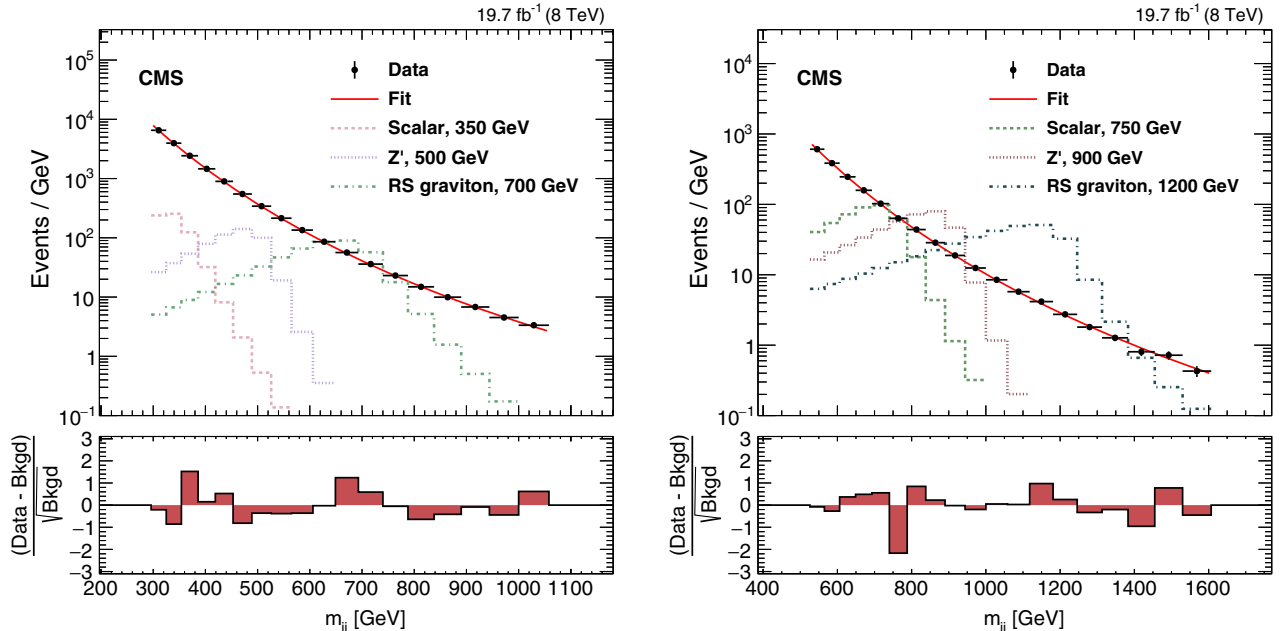 19.7 fb⁻¹ (8 TeV)
CMS
Data
Fit
Scalar, 350 GeV
Z', 500 GeV
RS graviton, 700 GeV
Events / GeV
10⁵
10⁴
10³
10²
10
1
10⁻¹
(Data - Bkgd)
√Bkgd
3
2
1
0
−1
−2
−3
200 300 400 500 600 700 800 900 1000 1100
m_jj [GeV]
19.7 fb⁻¹ (8 TeV)
CMS
Data
Fit
Scalar, 750 GeV
Z', 900 GeV
RS graviton, 1200 GeV
Events / GeV
10⁴
10³
10²
10
1
10⁻¹
(Data - Bkgd)
√Bkgd
3
2
1
0
−1
−2
−3
400 600 800 1000 1200 1400 1600
m_jj [GeV]